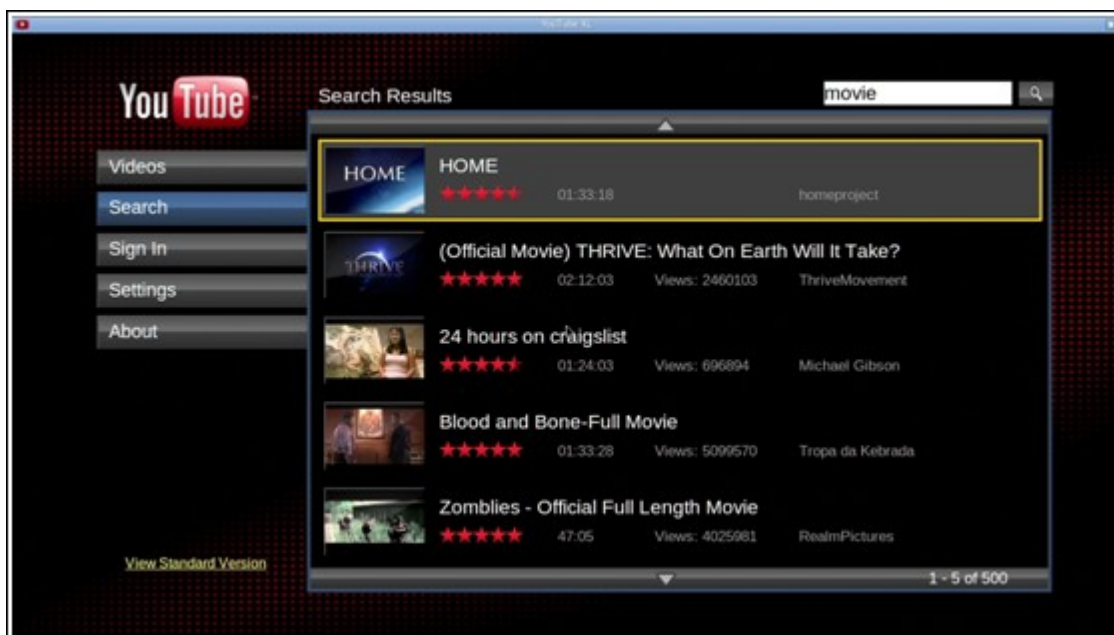 YouTube XL
You Tube
Search Results
movie
Videos
Search
Sign In
Settings
About
View Standard Version
HOME
HOME
01:33:18
homeproject
THRIVE
(Official Movie) THRIVE: What On Earth Will It Take?
02:12:03 Views: 2460103 ThriveMovement
24 hours on craigslist
01:24:03 Views: 696894 Michael Gibson
Blood and Bone-Full Movie
01:33:28 Views: 5099570 Tropa da Kebrada
Zomblies - Official Full Length Movie
47:05 Views: 4025981 RealmPictures
1 - 5 of 500